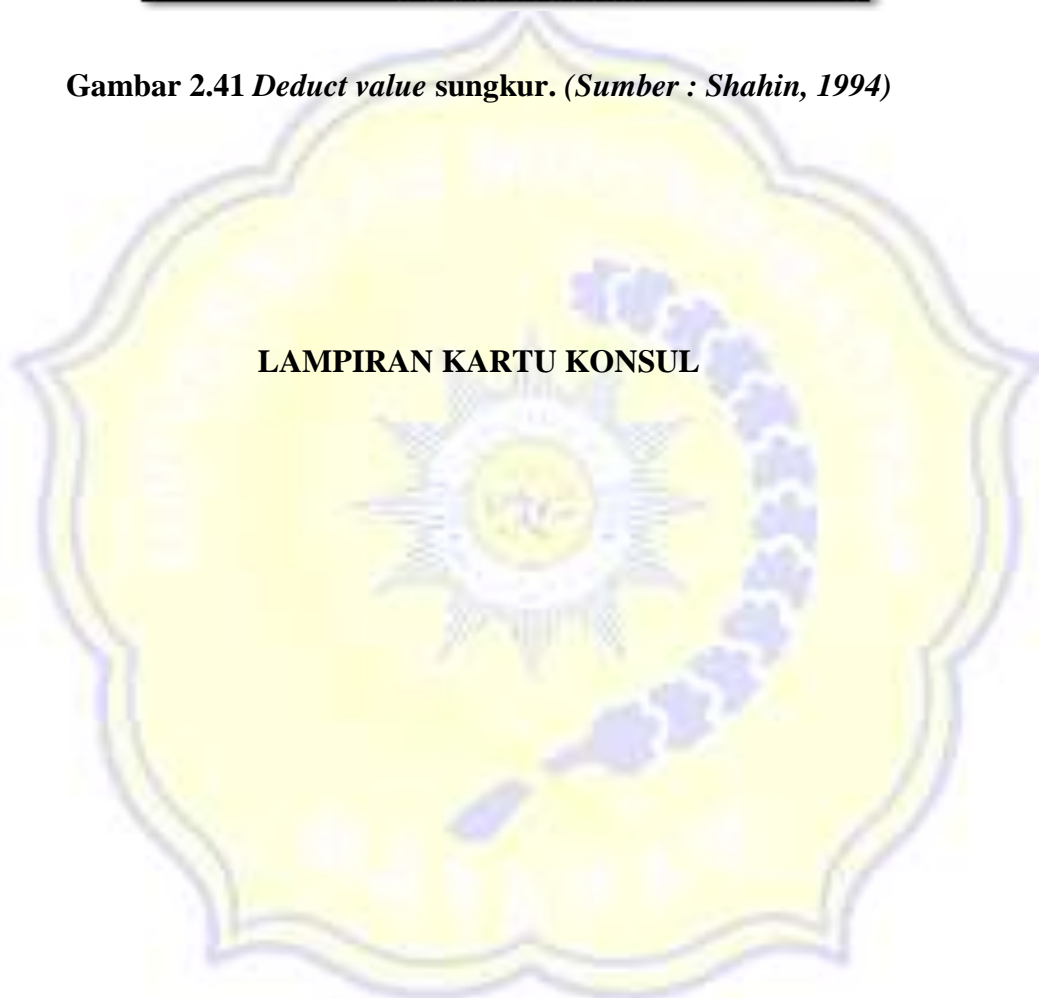 Gambar 2.41 Deduct value sungkur. (Sumber : Shahin, 1994)
LAMPIRAN KARTU KONSUL